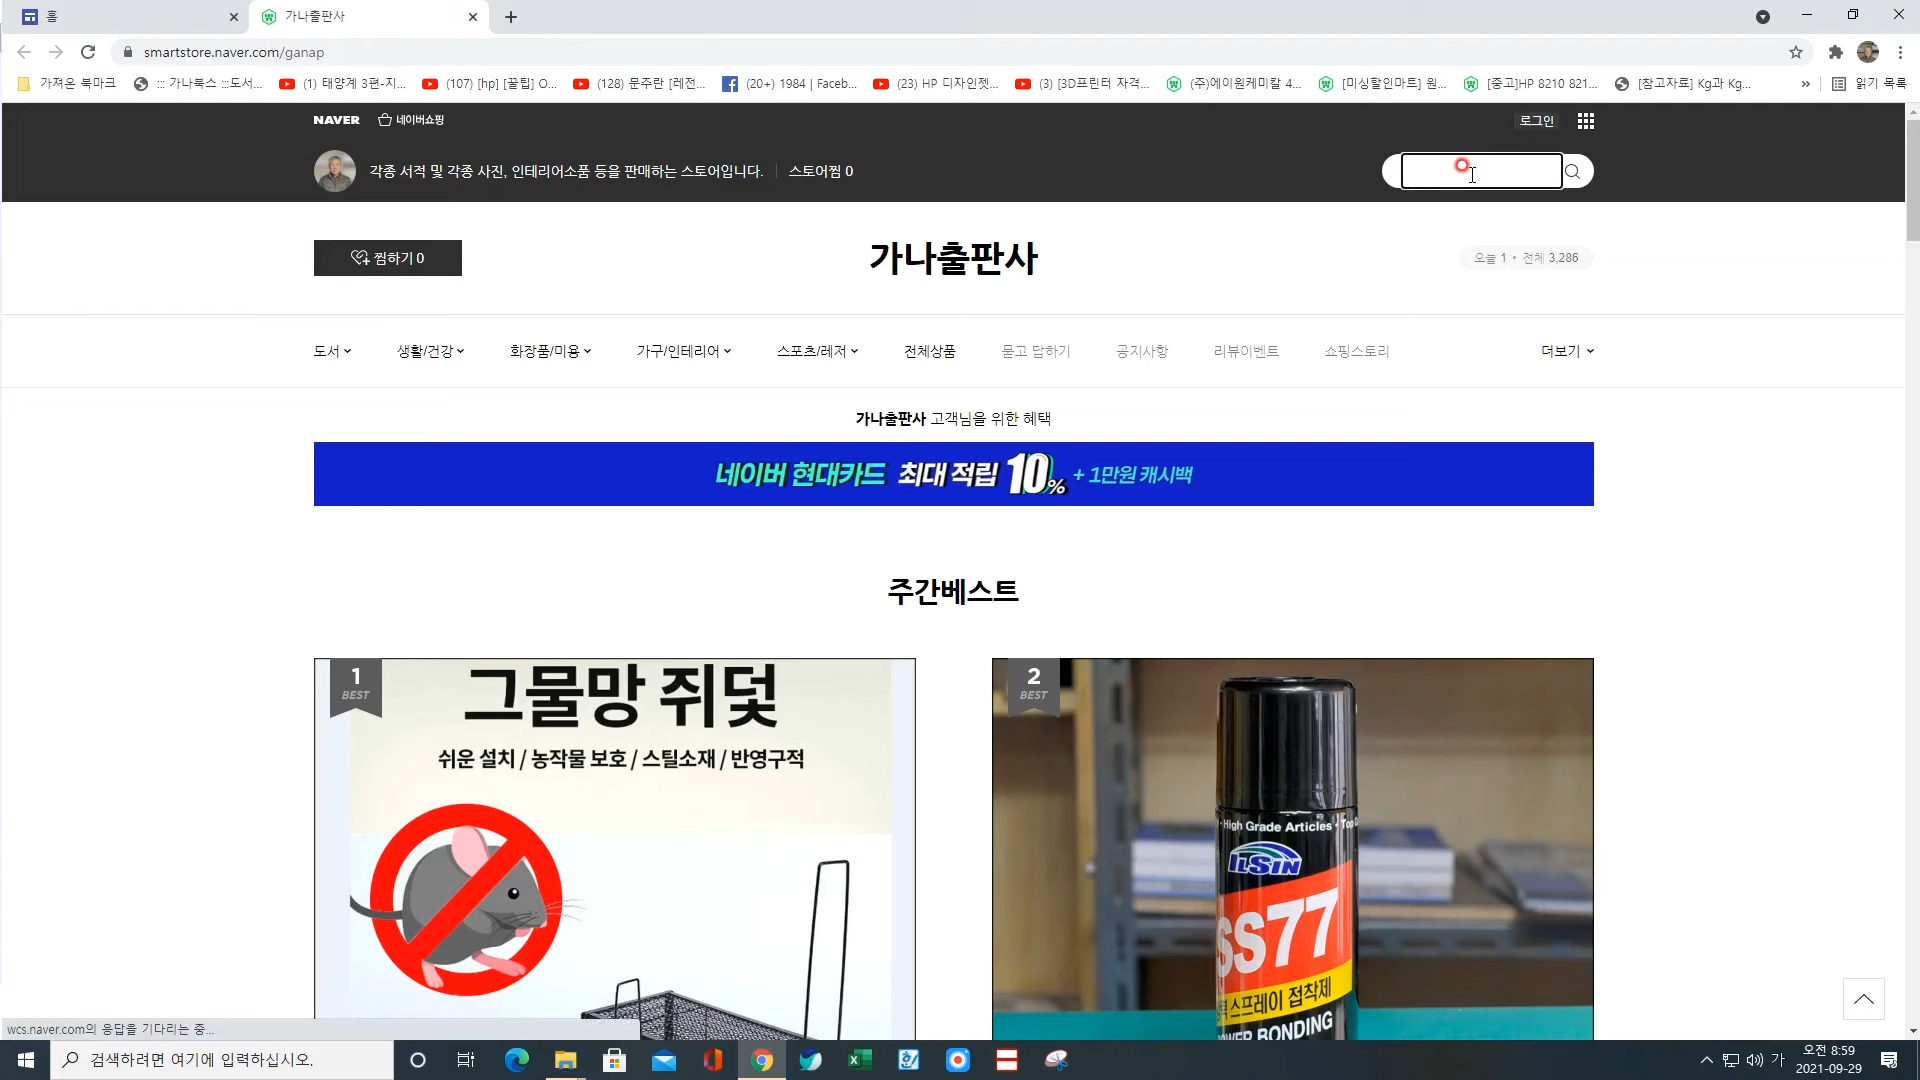 홈
가나출판사
smartstore.naver.com/ganap
가져온 북마크
::: 가나북스 :::도서...
(1) 태양계 3편-지...
(107) [hp] [꿀팁] O...
(128) 문주란 [레전...
(20+) 1984 | Faceb...
(23) HP 디자인젯...
(3) [3D프린터 자격...
(주)에이원케미칼 4...
[미싱할인마트] 원...
[중고]HP 8210 821...
[참고자료] Kg과 Kg...
»
읽기 목록
NAVER 네이버쇼핑
로그인
각종 서적 및 각종 사진, 인테리어소품 등을 판매하는 스토어입니다. | 스토어찜 0
찜하기 0
가나출판사
오늘 1 • 전체 3,286
도서 생활/건강 화장품/미용 가구/인테리어 스포츠/레저 전체상품 묻고 답하기 공지사항 리뷰이벤트 쇼핑스토리 더보기
가나출판사 고객님을 위한 혜택
네이버 현대카드 최대 적립 10% + 1만원 캐시백
주간베스트
1
BEST
그물망 쥐덫
쉬운 설치 / 농작물 보호 / 스틸소재 / 반영구적
2
BEST
High Grade Articles
ILSIN
SS77
스프레이 접착제
POWER BONDING
wcs.naver.com의 응답을 기다리는 중...
검색하려면 여기에 입력하십시오.
가
오전 8:59
2021-09-29